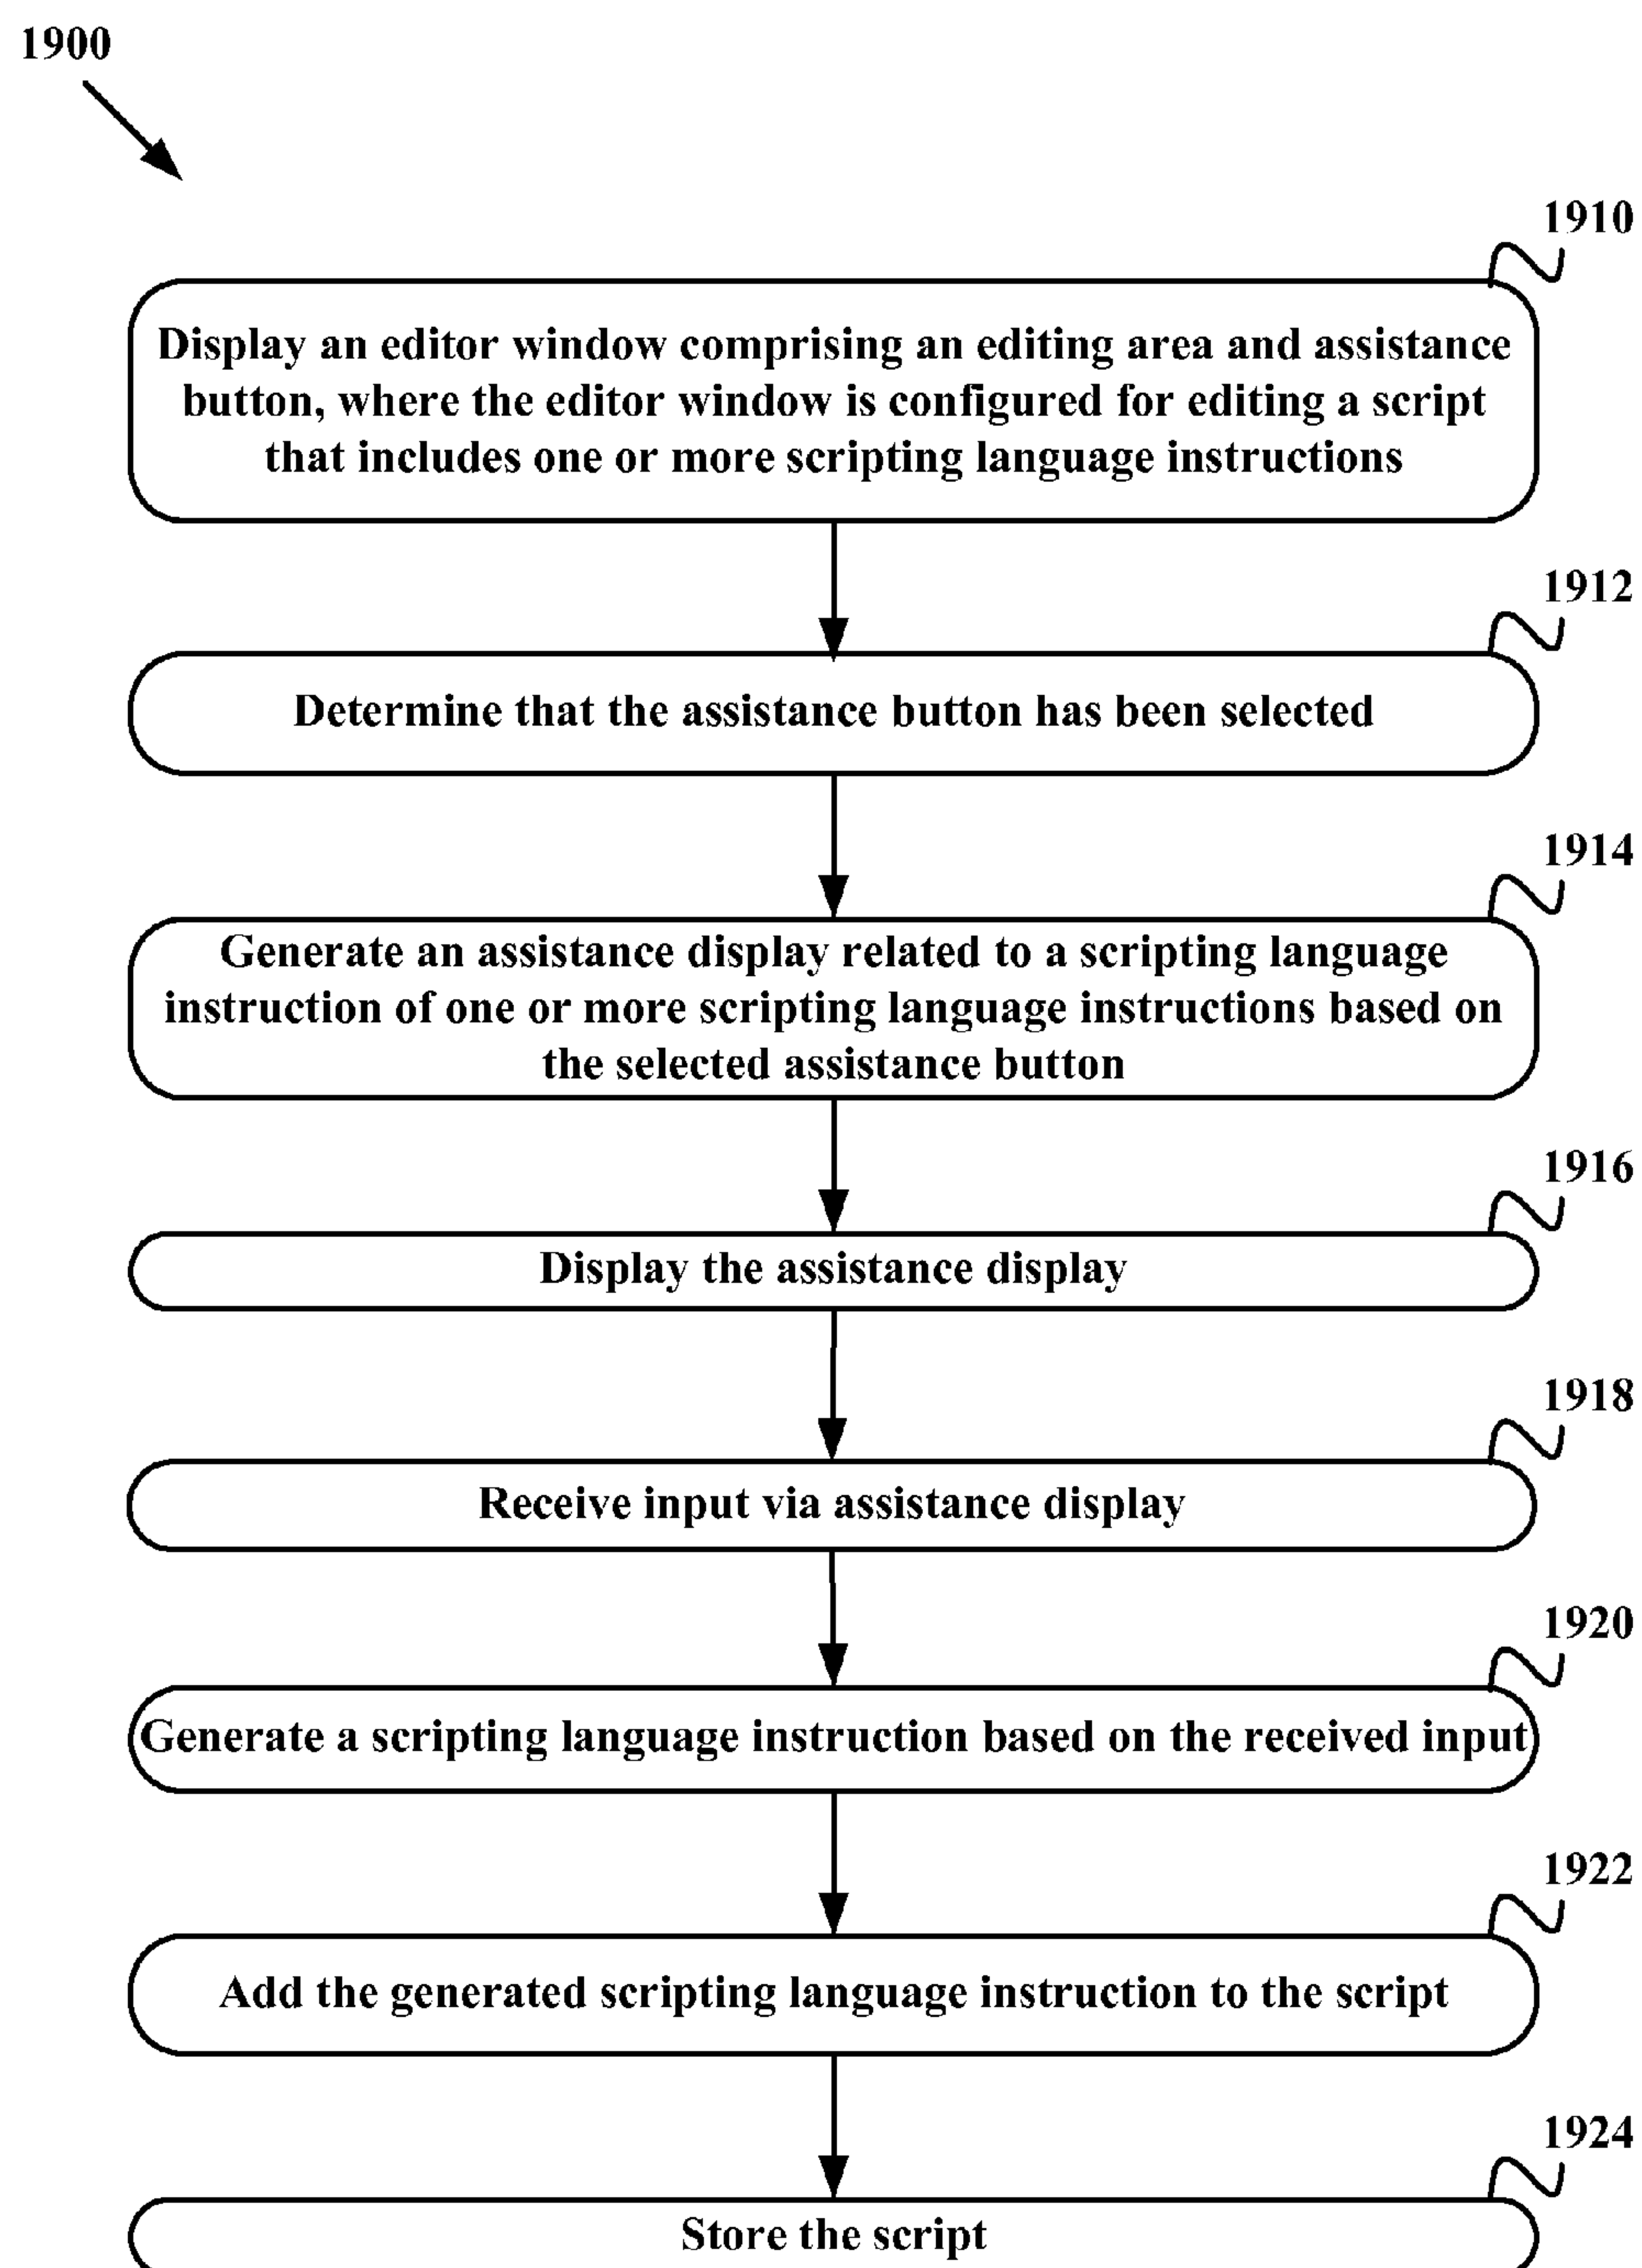 1900
1910
Display an editor window comprising an editing area and assistance
button, where the editor window is configured for editing a script
that includes one or more scripting language instructions
1912
Determine that the assistance button has been selected
1914
Generate an assistance display related to a scripting language
instruction of one or more scripting language instructions based on
the selected assistance button
1916
Display the assistance display
1918
Receive input via assistance display
1920
Generate a scripting language instruction based on the received input
1922
Add the generated scripting language instruction to the script
1924
Store the script